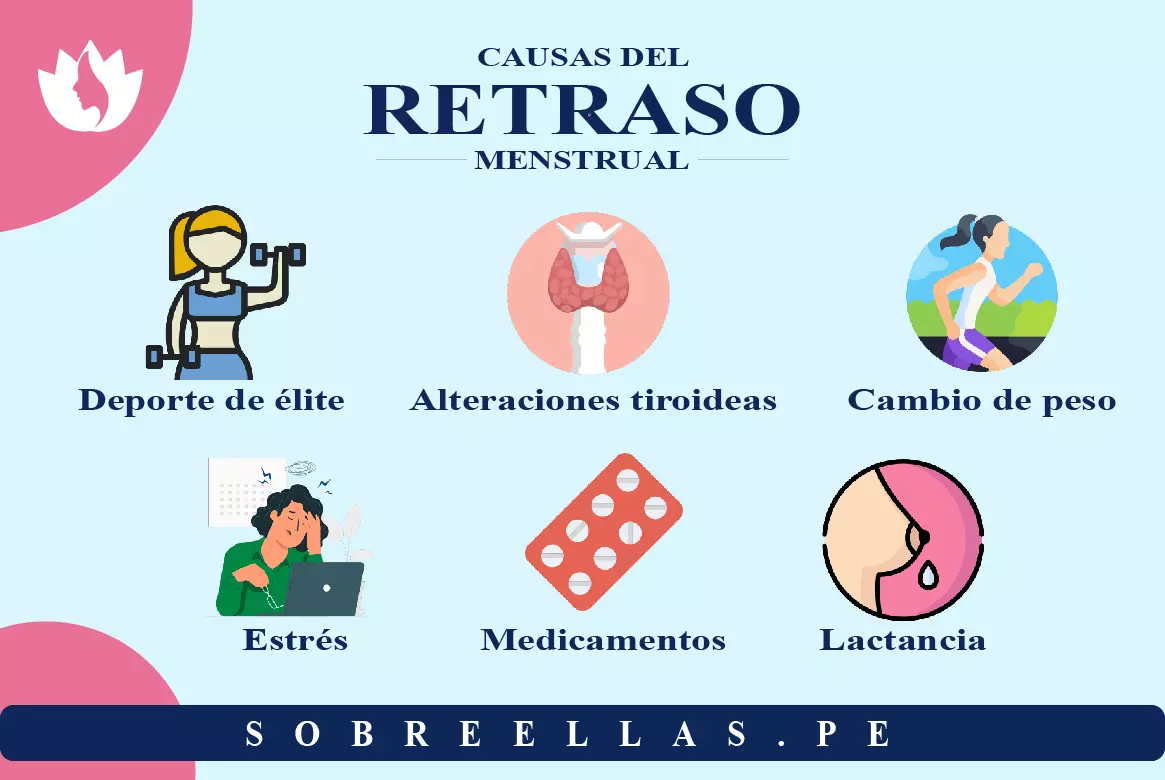 CAUSAS DEL
RETRASO
MENSTRUAL
Deporte de élite
Alteraciones tiroideas
Cambio de peso
Estrés
Medicamentos
Lactancia
SOBREELLAS.PE